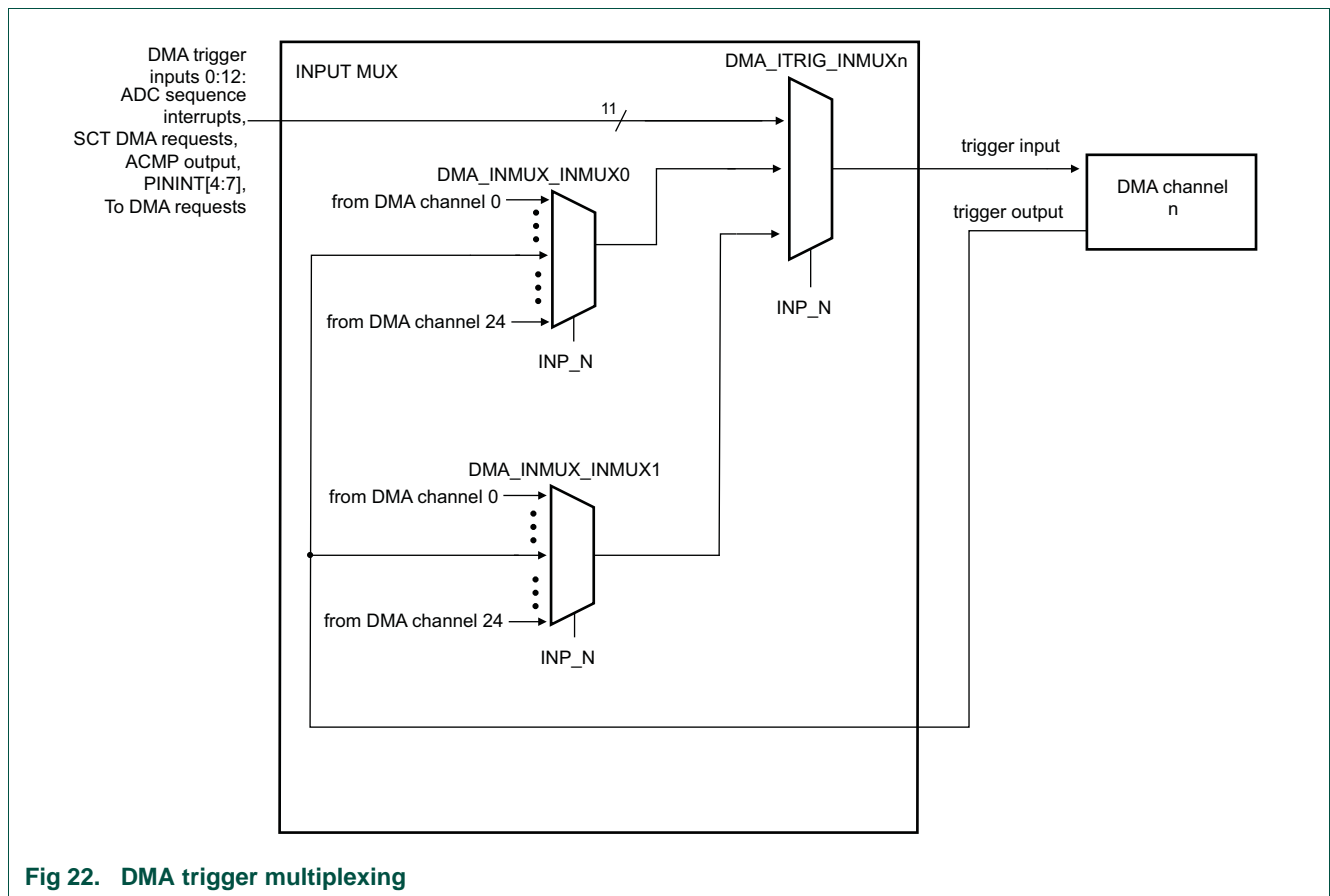 DMA trigger
inputs 0:12:
ADC sequence
interrupts,
SCT DMA requests,
ACMP output,
PININT[4:7],
To DMA requests
INPUT MUX
11
DMA_ITRIG_INMUXn
INP_N
DMA_INMUX_INMUX0
from DMA channel 0
from DMA channel 24
INP_N
DMA_INMUX_INMUX1
from DMA channel 0
from DMA channel 24
INP_N
trigger input
trigger output
DMA channel
n
Fig 22. DMA trigger multiplexing